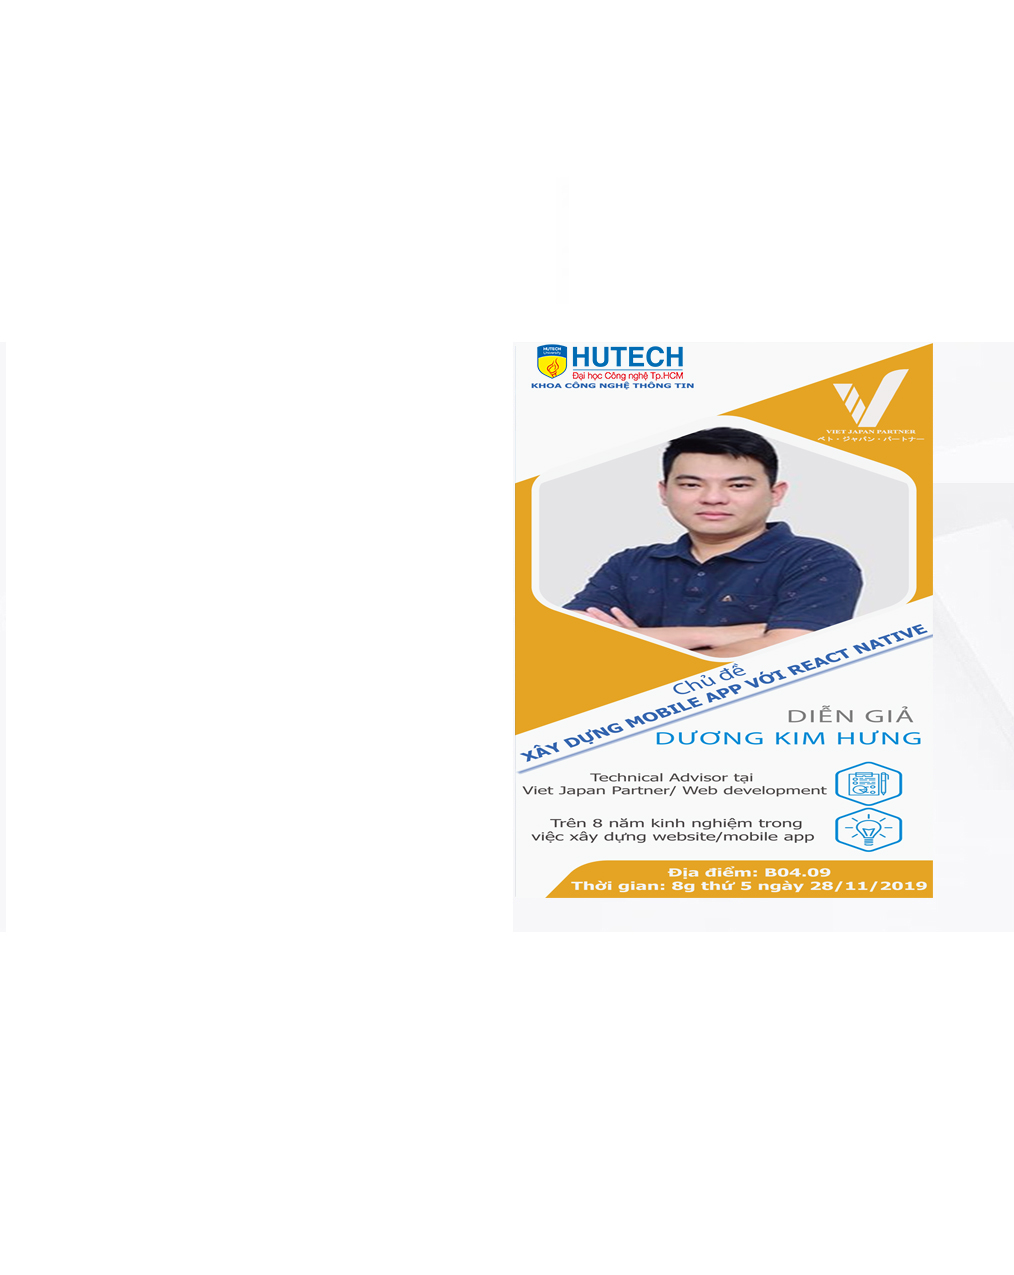 HUTECH
University
HUTECH
Đại học Công nghệ Tp.HCM
KHOA CÔNG NGHỆ THÔNG TIN
VIET JAPAN PARTNER
ベト・ジャパン・パートナー
Chủ đề
XÂY DỰNG MOBILE APP VỚI REACT NATIVE
DIỄN GIẢ
DƯƠNG KIM HƯNG
Technical Advisor tại
Viet Japan Partner/ Web development
Trên 8 năm kinh nghiệm trong
việc xây dựng website/mobile app
Địa điểm: B04.09
Thời gian: 8g thứ 5 ngày 28/11/2019